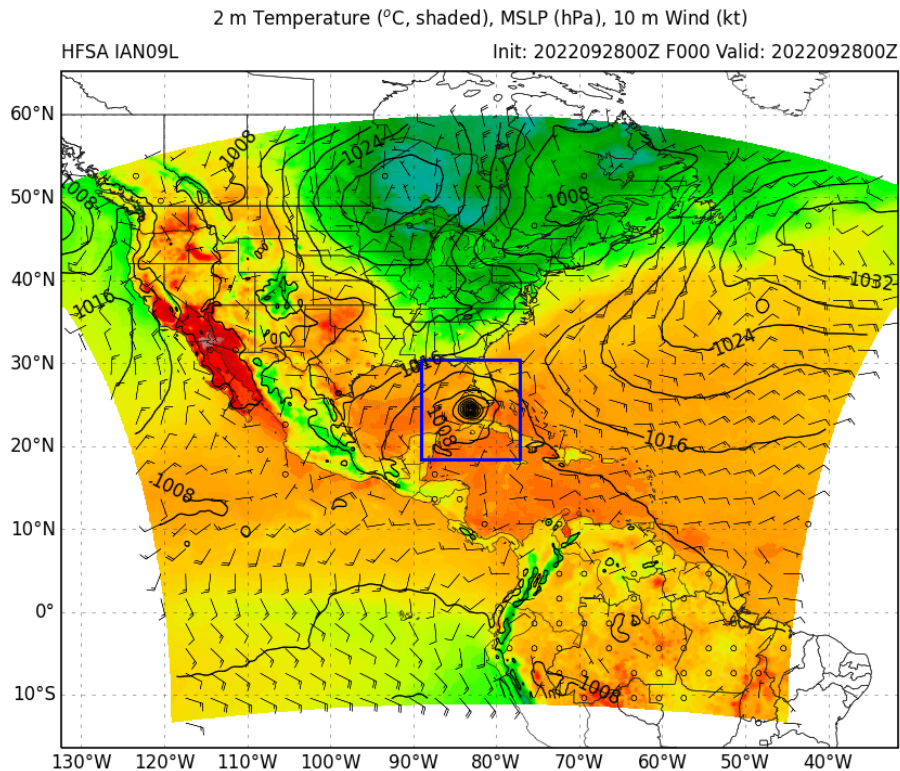 2 m Temperature (°C, shaded), MSLP (hPa), 10 m Wind (kt)
HFSA IAN09L Init: 2022092800Z F000 Valid: 2022092800Z
60°N
1008
1024
50°N
1008
1008
40°N
1032
1016
1024
30°N
1016
1008
1016
20°N
1008
10°N
0°
10°S
1008
130°W 120°W 110°W 100°W 90°W 80°W 70°W 60°W 50°W 40°W